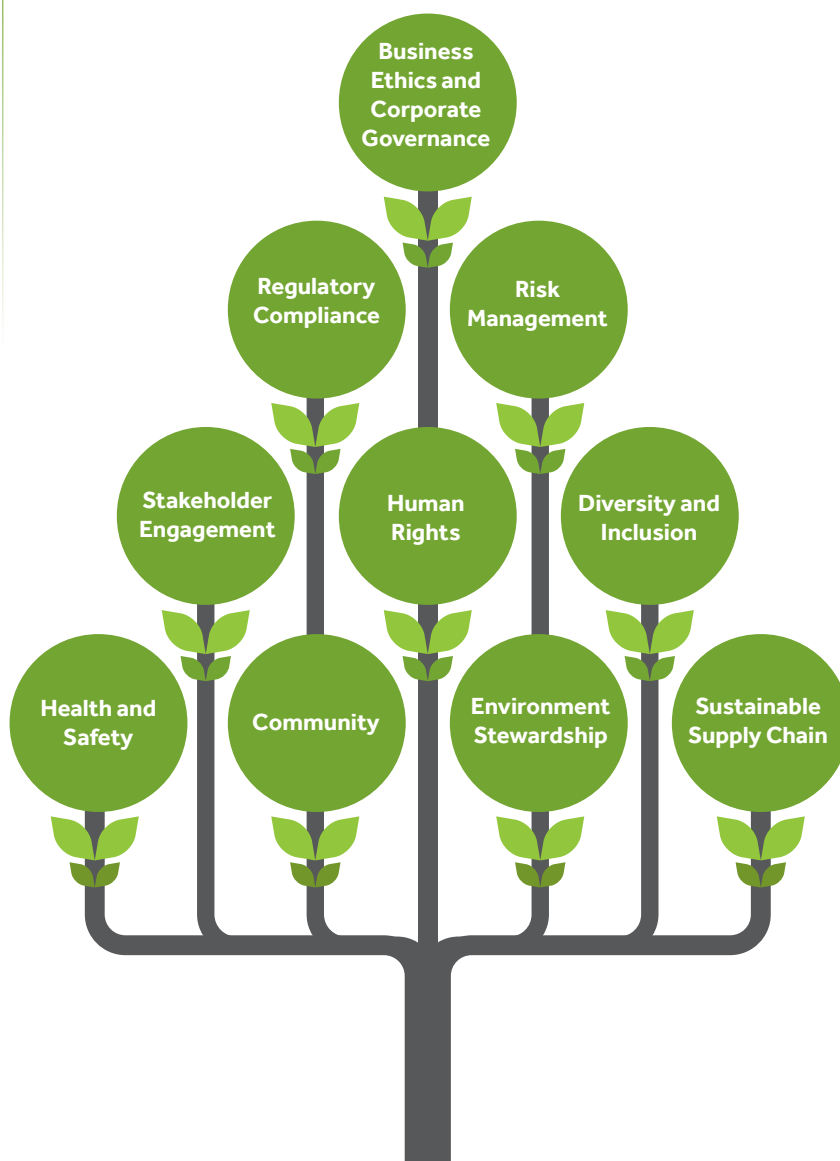 Business
Ethics and
Corporate
Governance
Regulatory
Compliance
Risk
Management
Stakeholder
Engagement
Human
Rights
Diversity and
Inclusion
Health and
Safety
Community
Environment
Stewardship
Sustainable
Supply Chain